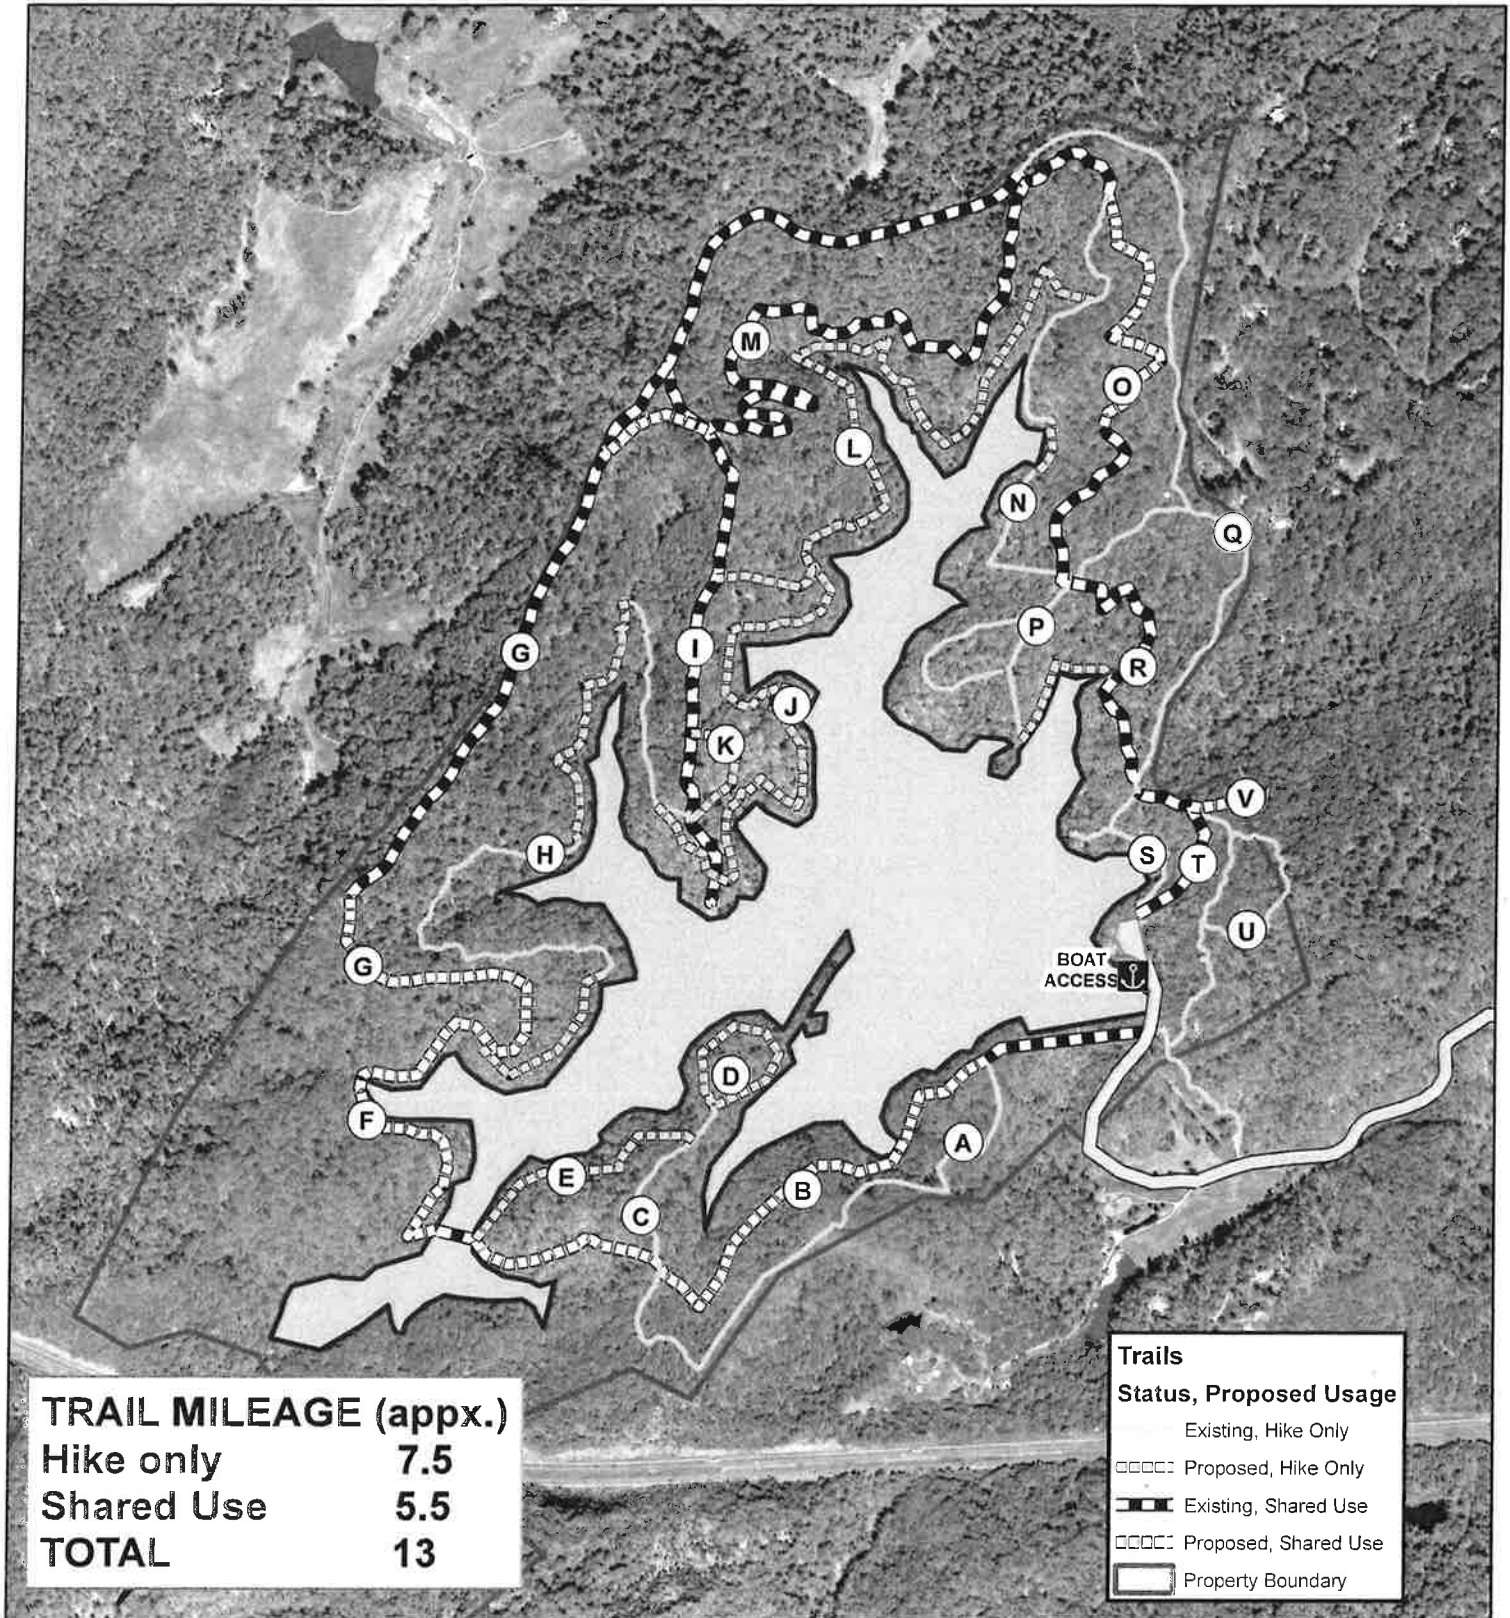 M
O
L
N
Q
G
I
P
R
J
K
V
H
S
T
U
G
BOAT
ACCESS
D
F
A
E
B
C
Trails
Status, Proposed Usage
Existing, Hike Only
Proposed, Hike Only
Existing, Shared Use
Proposed, Shared Use
Property Boundary
TRAIL MILEAGE (appx.)
Hike only 7.5
Shared Use 5.5
TOTAL 13